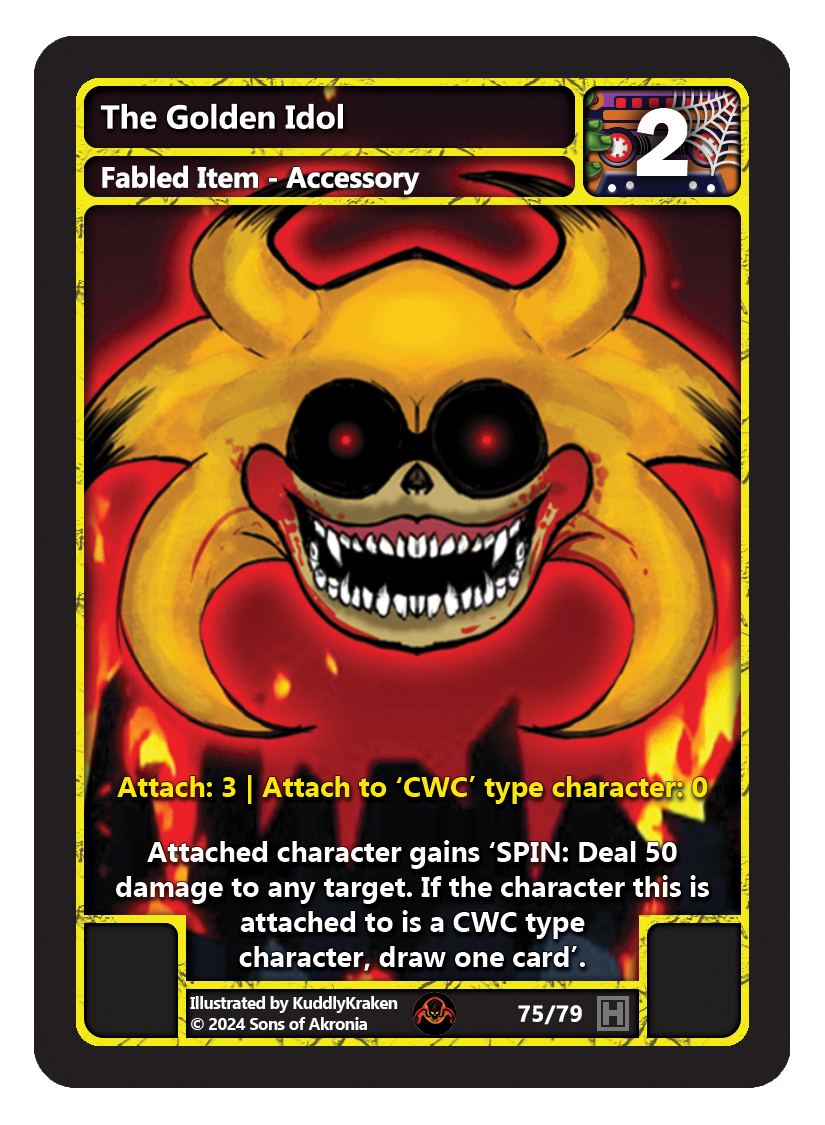 The Golden Idol
2
Fabled Item - Accessory
Attach: 3 | Attach to ‘CWC’ type character: 0
Attached character gains ‘SPIN: Deal 50
damage to any target. If the character this is
attached to is a CWC type
character, draw one card’.
Illustrated by KuddlyKraken
© 2024 Sons of Akronia
75/79
H